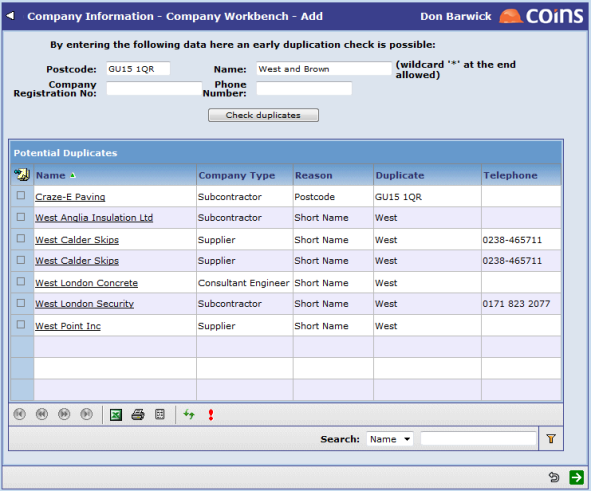 Company Information - Company Workbench - Add Don Barwick COINS
By entering the following data here an early duplication check is possible:
Postcode: GU15 1QR Name: West and Brown (wildcard '*' at the end allowed)
Company Registration No: Phone Number:
Check duplicates
Potential Duplicates
Name Company Type Reason Duplicate Telephone
Craze-E Paving Subcontractor Postcode GU15 1QR
West Anglia Insulation Ltd Subcontractor Short Name West
West Calder Skips Supplier Short Name West 0238-465711
West Calder Skips Supplier Short Name West 0238-465711
West London Concrete Consultant Engineer Short Name West
West London Security Subcontractor Short Name West 0171 823 2077
West Point Inc Supplier Short Name West
Search: Name